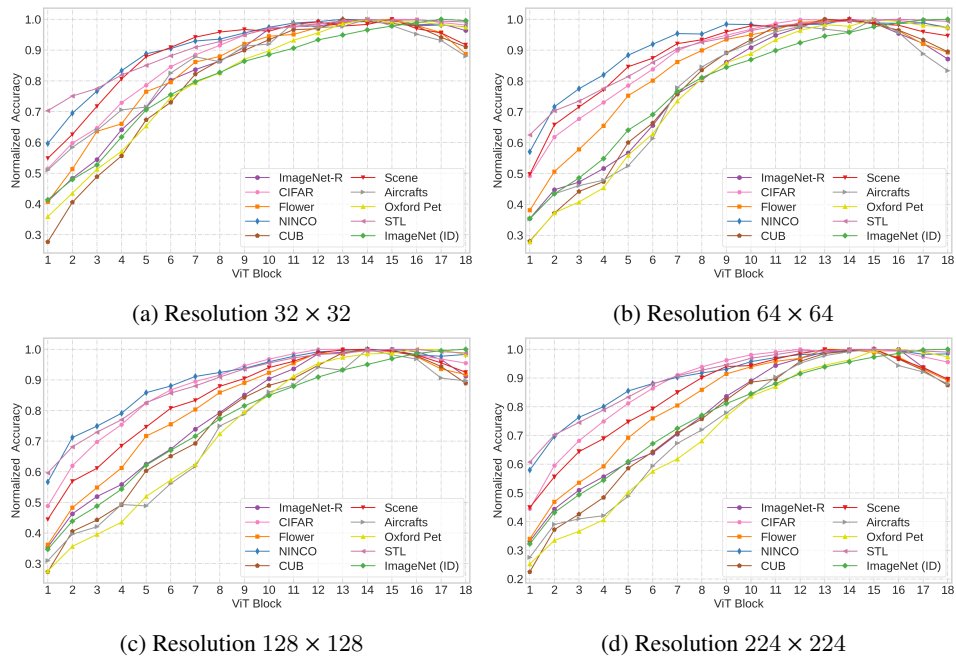 Normalized Accuracy
1.0
0.9
0.8
0.7
0.6
0.5
0.4
0.3
ImageNet-R
CIFAR
Flower
NINCO
CUB
Scene
Aircrafts
Oxford Pet
STL
ImageNet (ID)
1 2 3 4 5 6 7 8 9 10 11 12 13 14 15 16 17 18
ViT Block
(a) Resolution 32 × 32
Normalized Accuracy
1.0
0.9
0.8
0.7
0.6
0.5
0.4
0.3
ImageNet-R
CIFAR
Flower
NINCO
CUB
Scene
Aircrafts
Oxford Pet
STL
ImageNet (ID)
1 2 3 4 5 6 7 8 9 10 11 12 13 14 15 16 17 18
ViT Block
(b) Resolution 64 × 64
Normalized Accuracy
1.0
0.9
0.8
0.7
0.6
0.5
0.4
0.3
ImageNet-R
CIFAR
Flower
NINCO
CUB
Scene
Aircrafts
Oxford Pet
STL
ImageNet (ID)
1 2 3 4 5 6 7 8 9 10 11 12 13 14 15 16 17 18
ViT Block
(c) Resolution 128 × 128
Normalized Accuracy
1.0
0.9
0.8
0.7
0.6
0.5
0.4
0.3
0.2
ImageNet-R
CIFAR
Flower
NINCO
CUB
Scene
Aircrafts
Oxford Pet
STL
ImageNet (ID)
1 2 3 4 5 6 7 8 9 10 11 12 13 14 15 16 17 18
ViT Block
(d) Resolution 224 × 224